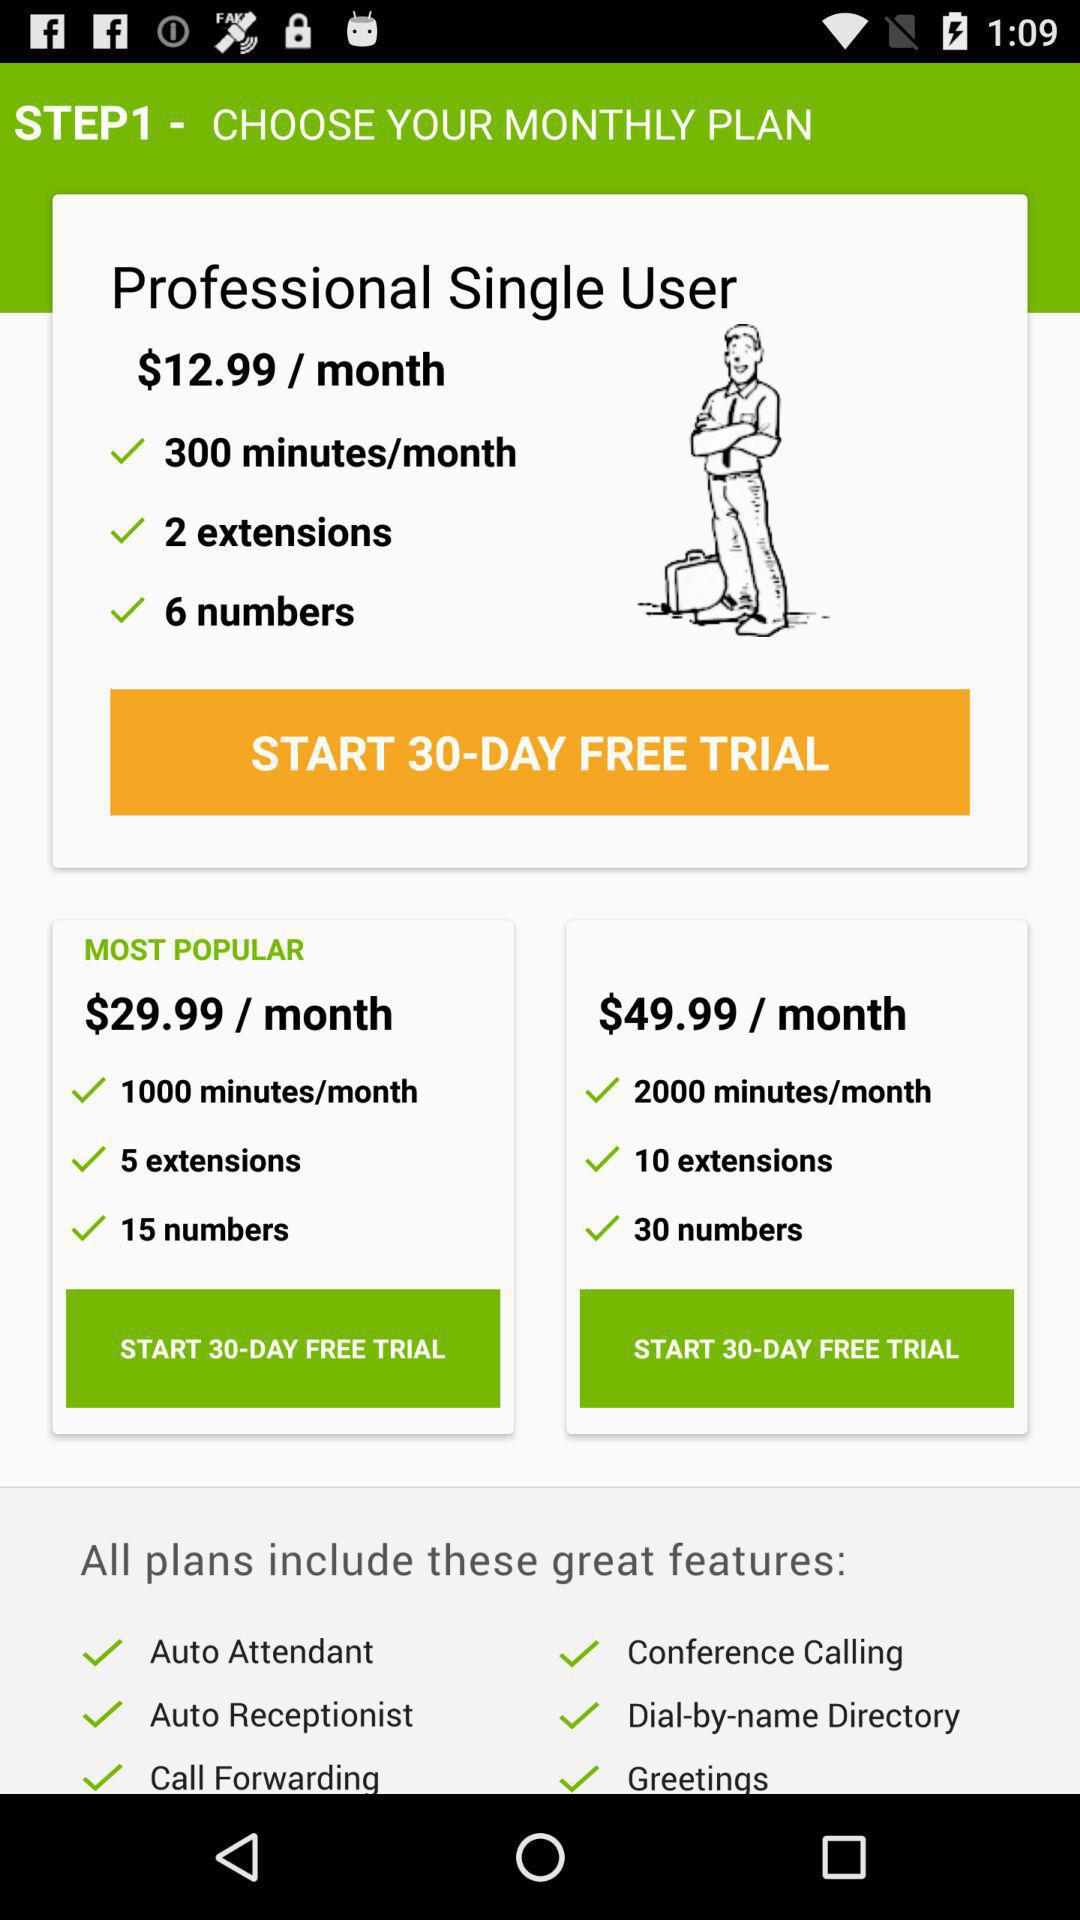 FAKE
1:09
STEP1 - CHOOSE YOUR MONTHLY PLAN
Professional Single User
$12.99 / month
300 minutes/month
2 extensions
6 numbers
START 30-DAY FREE TRIAL
MOST POPULAR
$29.99 / month
1000 minutes/month
5 extensions
15 numbers
START 30-DAY FREE TRIAL
$49.99 / month
2000 minutes/month
10 extensions
30 numbers
START 30-DAY FREE TRIAL
All plans include these great features:
Auto Attendant
Auto Receptionist
Call Forwarding
Conference Calling
Dial-by-name Directory
Greetings